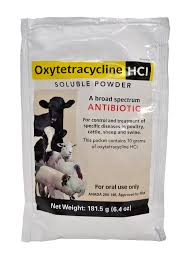 Oxytetracycline HCl
SOLUBLE POWDER
A broad spectrum
ANTIBIOTIC
For control and treatment of
specific diseases in poultry,
cattle, sheep and swine.
This packet contains 10 grams
of oxytetracycline HCl.
For oral use only
Net Weight: 181.5 g (6.4 oz)